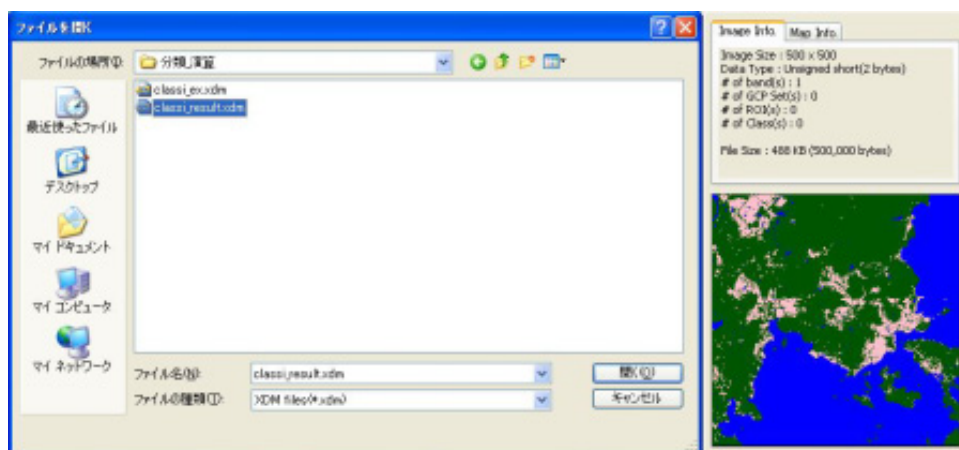 ファイルを開く
ファイルの場所(I):
分類_演習
最近使ったファイル
デスクトップ
マイ ドキュメント
マイ コンピュータ
マイ ネットワーク
classi_ex.xdm
classi_result.xdm
ファイル名(N):
classi_result.xdm
開く(O)
ファイルの種類(T):
XDM files(*.xdm)
キャンセル
Image Info.
Map Info.
Image Size : 500 x 500
Data Type : Unsigned short(2 bytes)
# of band(s) : 1
# of GCP Set(s) : 0
# of ROI(s) : 0
# of Class(s) : 0
File Size : 488 KB (500,000 bytes)